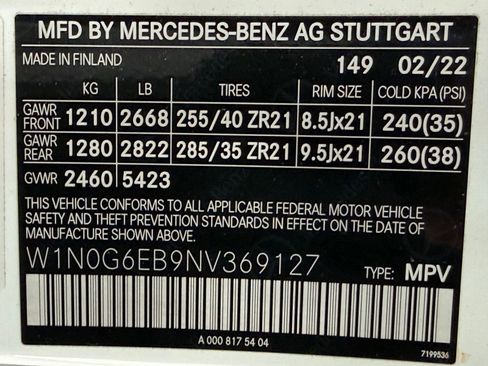 MFD BY MERCEDES-BENZ AG STUTTGART
MADE IN FINLAND 149 02/22
KG LB TIRES RIM SIZE COLD KPA (PSI)
GAWR FRONT 1210 2668 255/40 ZR21 8.5Jx21 240(35)
GAWR REAR 1280 2822 285/35 ZR21 9.5Jx21 260(38)
GVWR 2460 5423
THIS VEHICLE CONFORMS TO ALL APPLICABLE FEDERAL MOTOR VEHICLE
SAFETY AND THEFT PREVENTION STANDARDS IN EFFECT ON THE DATE
OF MANUFACTURE SHOWN ABOVE.
W1N0G6EB9NV369127 TYPE: MPV
A 000 817 54 04
7199536